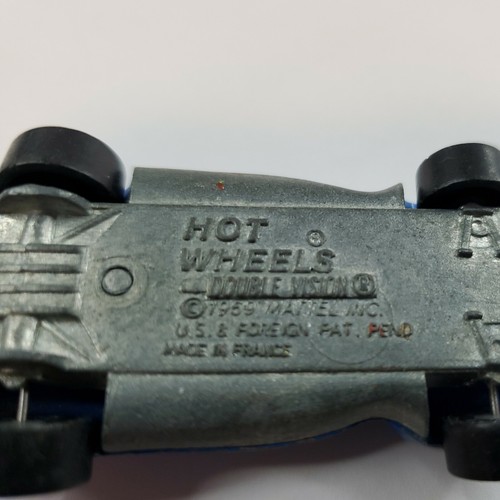 HOT
WHEELS ®
DOUBLE VISION ®
© 1969 MATTEL INC.
U.S. & FOREIGN PAT. PEND
MADE IN FRANCE